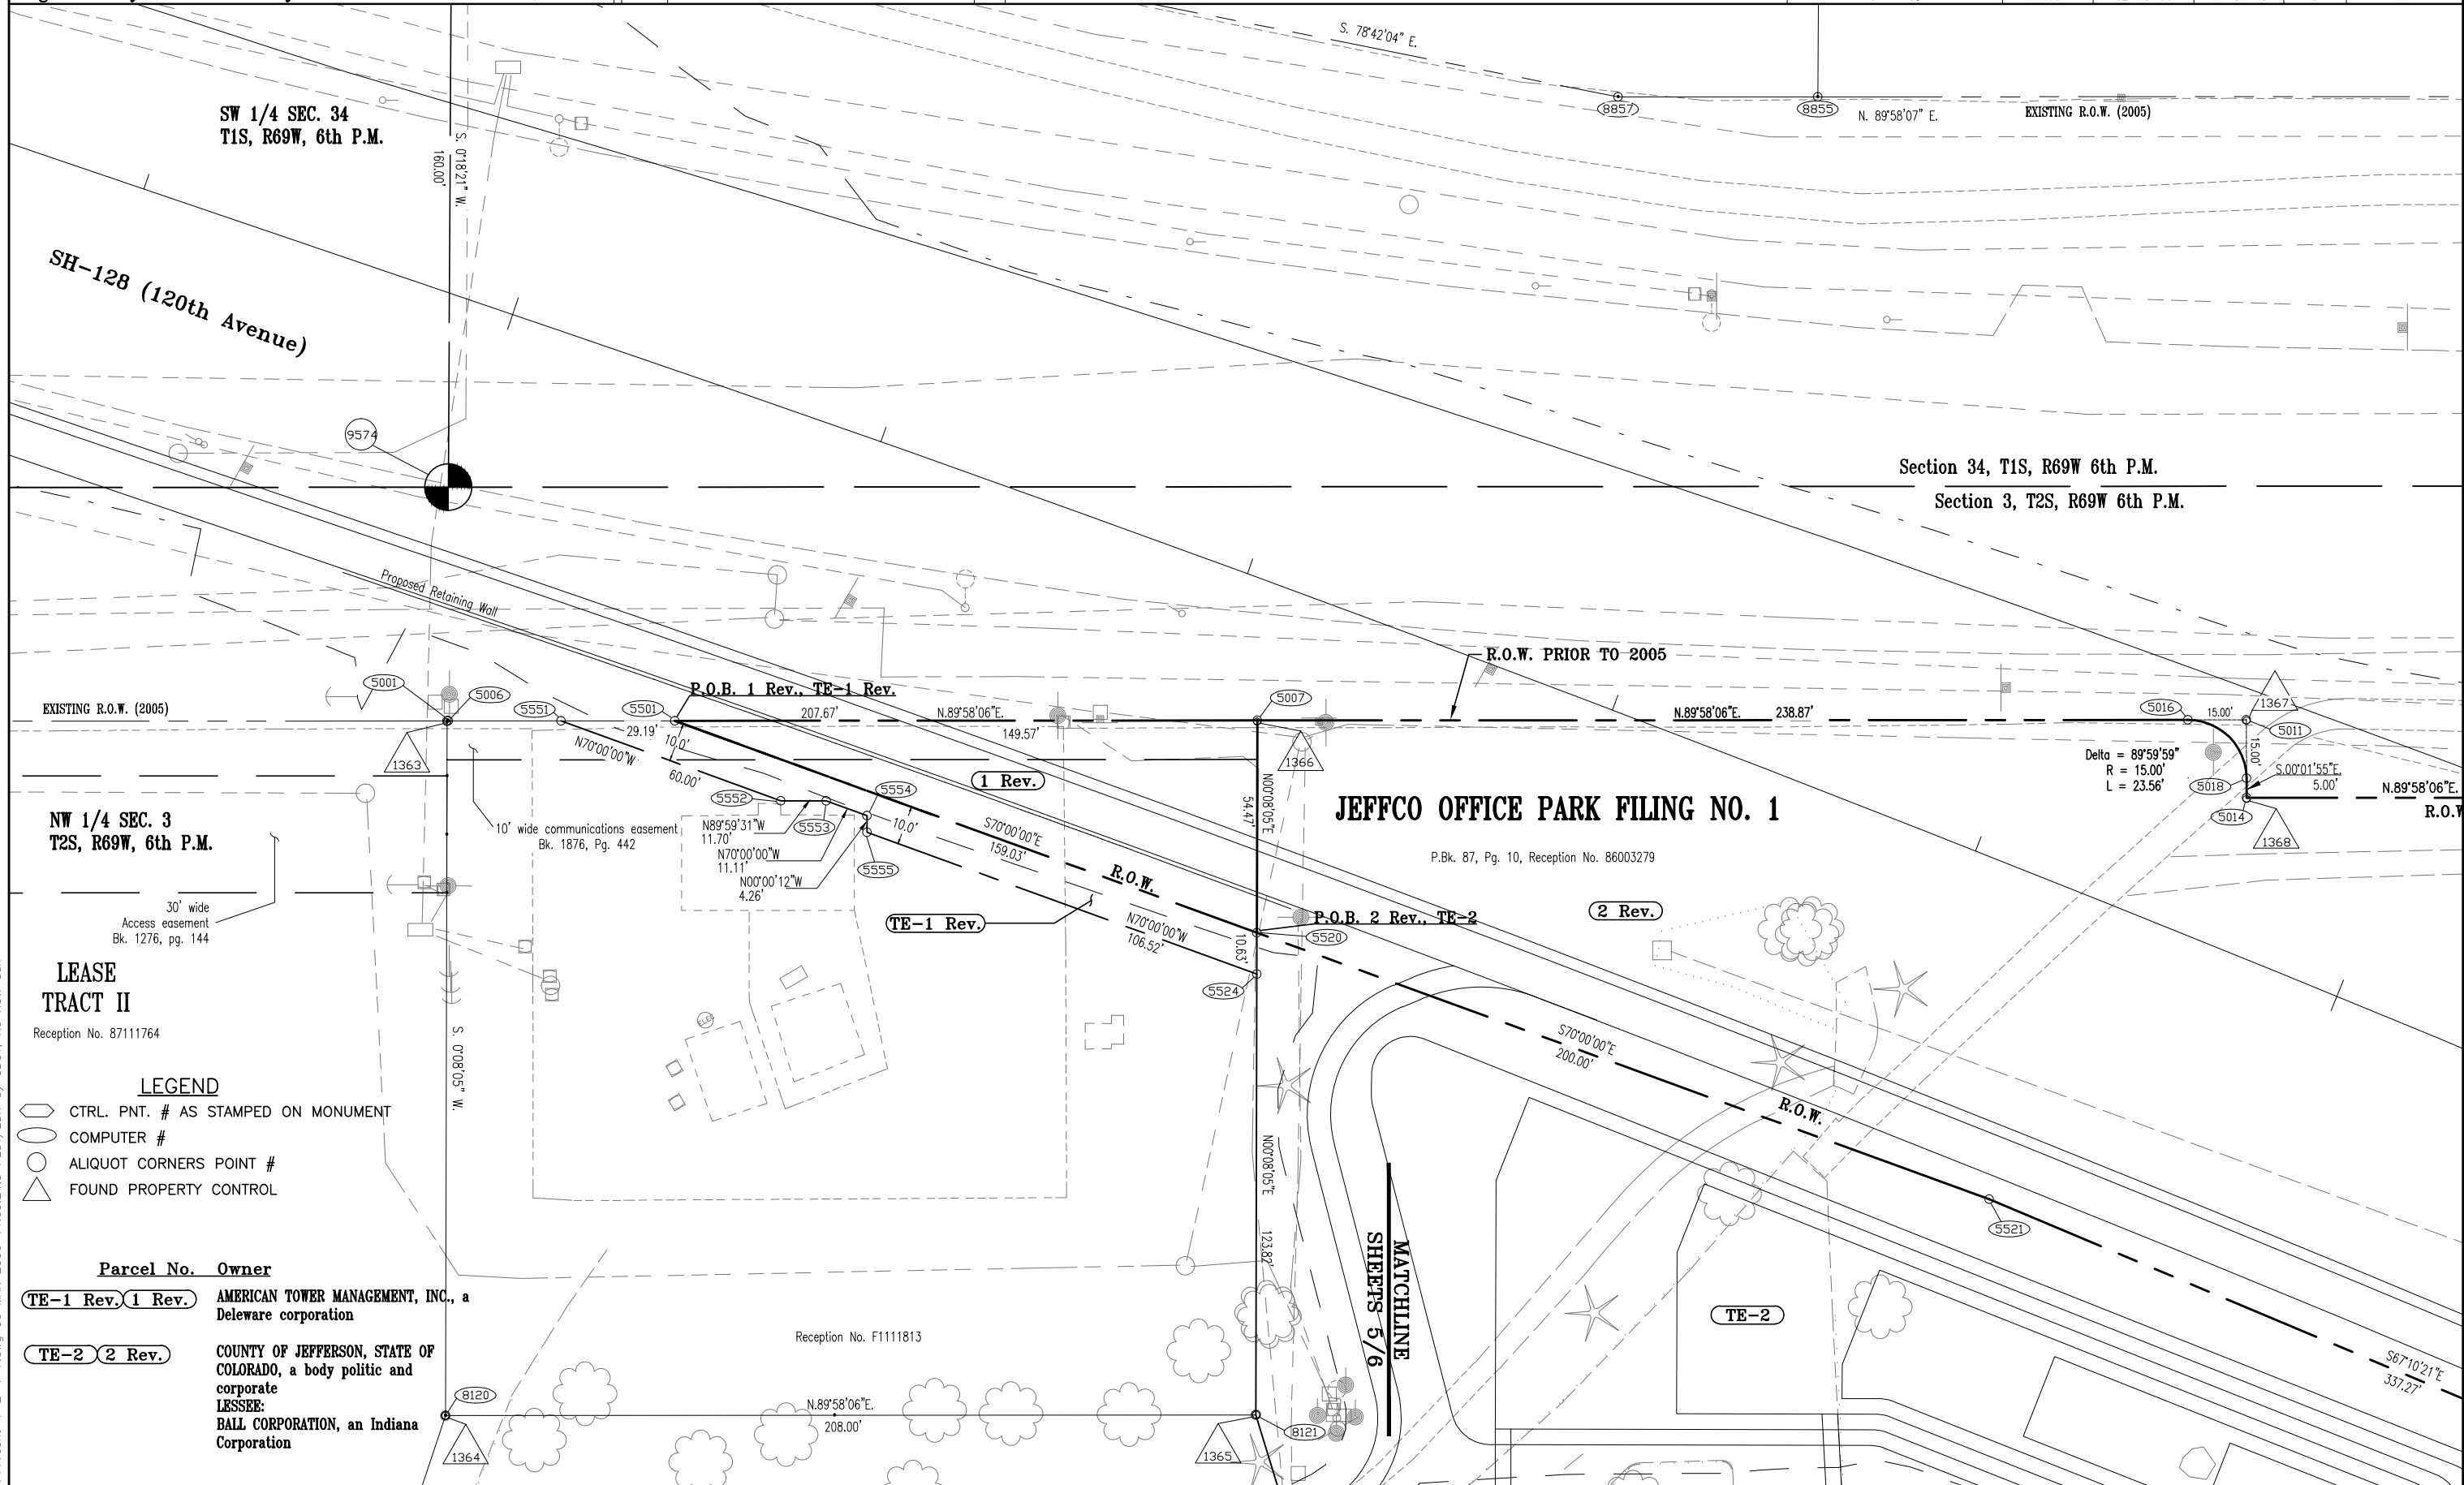 S. 78°42'04" E.
8857
8855
N. 89°58'07" E.
EXISTING R.O.W. (2005)
SW 1/4 SEC. 34
T1S, R69W, 6th P.M.
S. 0°18'21" W.
160.00'
SH-128 (120th Avenue)
9574
Section 34, T1S, R69W 6th P.M.
Section 3, T2S, R69W 6th P.M.
Proposed Retaining Wall
R.O.W. PRIOR TO 2005
5001
5006
EXISTING R.O.W. (2005)
5551
5501
P.O.B. 1 Rev., TE-1 Rev.
207.67'
N.89°58'06"E.
149.57'
29.19'
10.0'
N70°00'00"W
60.00'
5007
1366
N.89°58'06"E.
238.87'
5016
15.00'
1367
5011
15.00'
Delta = 89°59'59"
R = 15.00'
L = 23.56'
5018
S.00°01'55"E.
5.00'
N.89°58'06"E.
5014
R.O.W
1368
1363
1 Rev.
N00°08'05"E
54.47'
JEFFCO OFFICE PARK FILING NO. 1
P.Bk. 87, Pg. 10, Reception No. 86003279
NW 1/4 SEC. 3
T2S, R69W, 6th P.M.
10' wide communications easement
Bk. 1876, Pg. 442
5552
5553
5554
5555
N89°59'31"W
11.70'
N70°00'00"W
11.11'
N00°00'12"W
4.26'
10.0'
S70°00'00"E
159.03'
R.O.W.
TE-1 Rev.
N70°00'00"W
106.52'
P.O.B. 2 Rev., TE-2
5520
10.63'
5524
2 Rev.
30' wide
Access easement
Bk. 1276, pg. 144
LEASE
TRACT II
Reception No. 87111764
S. 0°08'05" W.
ELEC
S70°00'00"E
200.00'
R.O.W.
5521
N00°08'05"E
123.82'
MATCHLINE
SHEETS 5/6
TE-2
S67°10'21"E
337.27'
LEGEND
CTRL. PNT. # AS STAMPED ON MONUMENT
COMPUTER #
ALIQUOT CORNERS POINT #
FOUND PROPERTY CONTROL
Parcel No. Owner
TE-1 Rev. 1 Rev. AMERICAN TOWER MANAGEMENT, INC., a
Deleware corporation
TE-2 2 Rev. COUNTY OF JEFFERSON, STATE OF
COLORADO, a body politic and
corporate
LESSEE:
BALL CORPORATION, an Indiana
Corporation
Reception No. F1111813
8120
1364
N.89°58'06"E.
208.00'
1365
8121